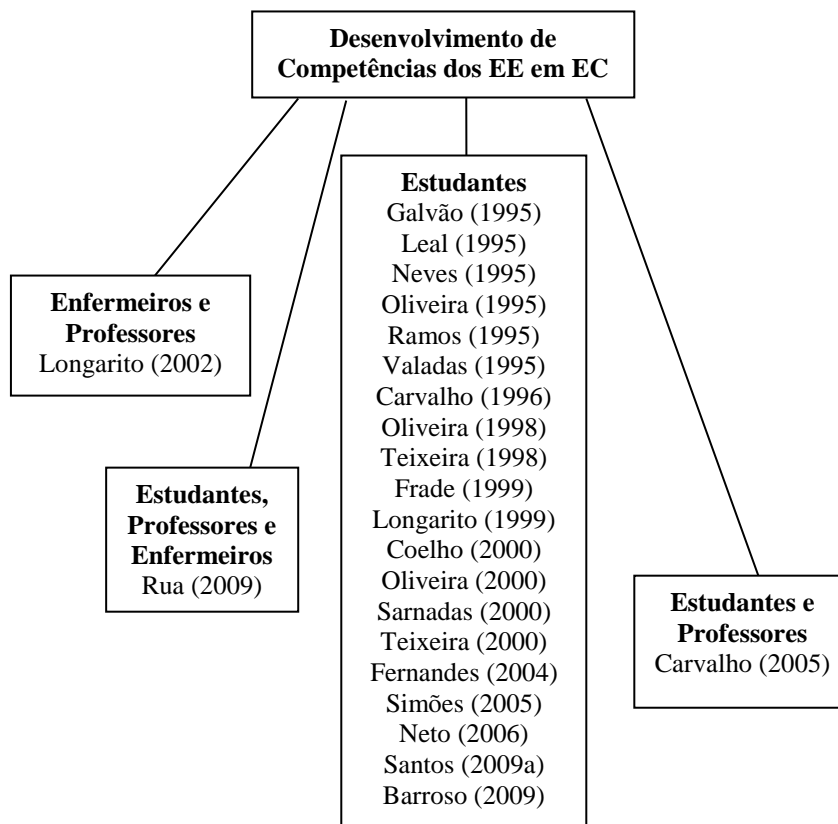 Desenvolvimento de
Competências dos EE em EC
Enfermeiros e
Professores
Longarito (2002)
Estudantes,
Professores e
Enfermeiros
Rua (2009)
Estudantes
Galvão (1995)
Leal (1995)
Neves (1995)
Oliveira (1995)
Ramos (1995)
Valadas (1995)
Carvalho (1996)
Oliveira (1998)
Teixeira (1998)
Frade (1999)
Longarito (1999)
Coelho (2000)
Oliveira (2000)
Sarnadas (2000)
Teixeira (2000)
Fernandes (2004)
Simões (2005)
Neto (2006)
Santos (2009a)
Barroso (2009)
Estudantes e
Professores
Carvalho (2005)